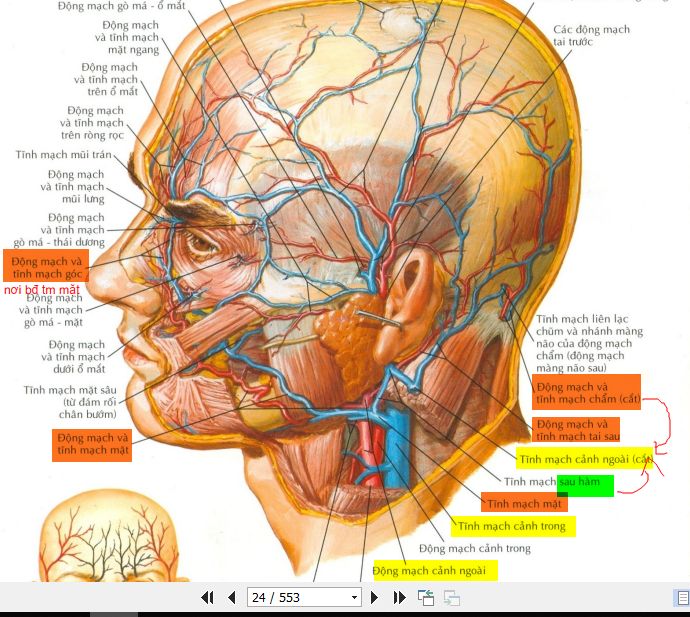 Động mạch gò má - ổ mắt
Động mạch
và tĩnh mạch
mặt ngang
Động mạch
và tĩnh mạch
trên ổ mắt
Động mạch
và tĩnh mạch
trên ròng rọc
Tĩnh mạch mũi trán
Động mạch
và tĩnh mạch
mũi lưng
Động mạch
và tĩnh mạch
gò má - thái dương
Động mạch và
tĩnh mạch góc
nơi bđ tm mặt
Động mạch
và tĩnh mạch
gò má - mặt
Động mạch
và tĩnh mạch
dưới ổ mắt
Tĩnh mạch mặt sâu
(từ đám rối
chân bướm)
Động mạch và
tĩnh mạch mặt
Các động mạch
tai trước
Tĩnh mạch liên lạc
chũm và nhánh màng
não của động mạch
chẩm (động mạch
màng não sau)
Động mạch và
tĩnh mạch chẩm (cắt)
Động mạch và
tĩnh mạch tai sau
Tĩnh mạch cảnh ngoài (cắt)
Tĩnh mạch sau hàm
Tĩnh mạch mặt
Tĩnh mạch cảnh trong
Động mạch cảnh trong
Động mạch cảnh ngoài
24 / 553